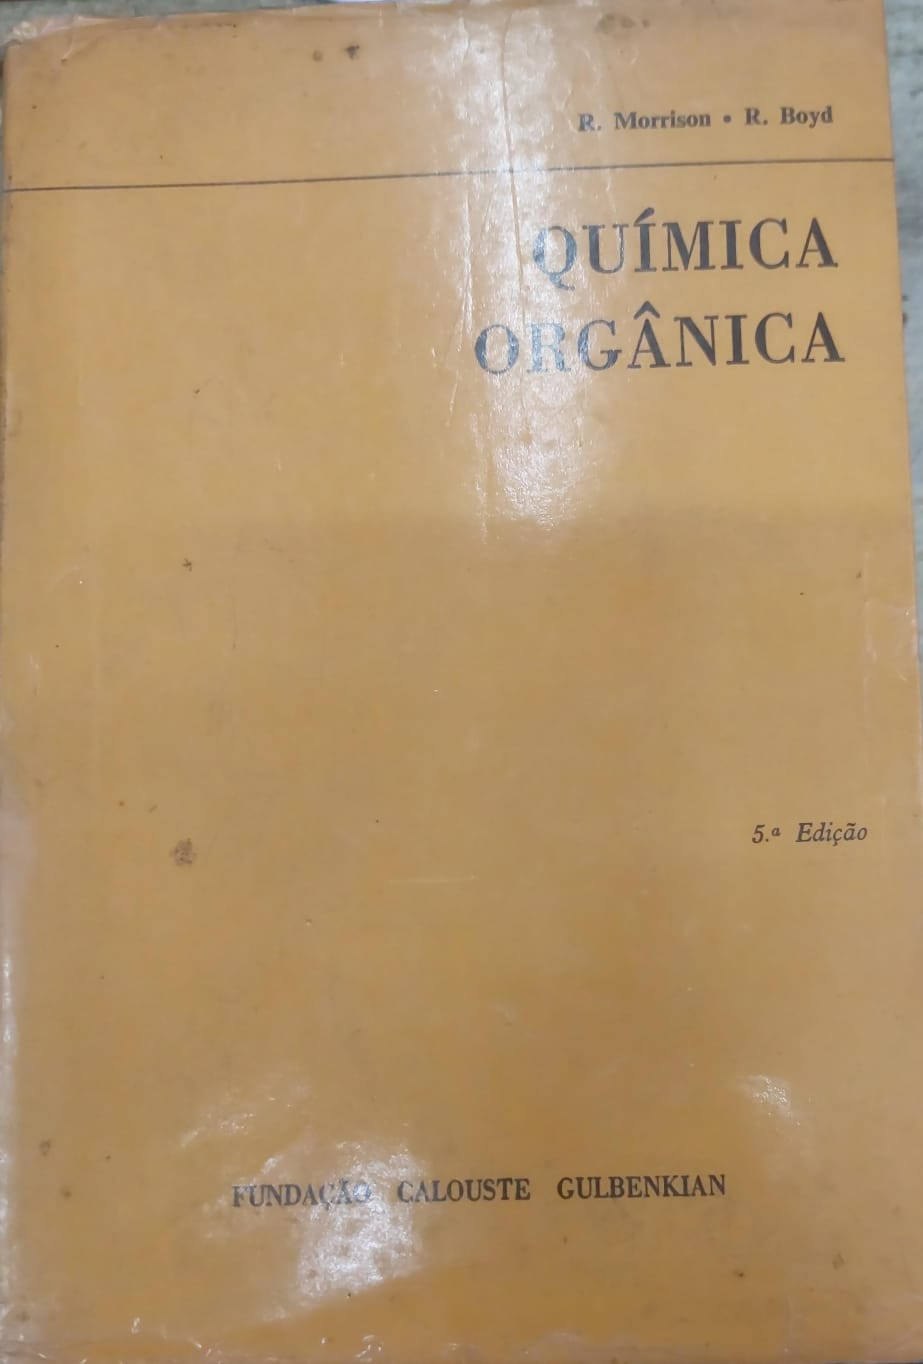 R. Morrison • R. Boyd
QUÍMICA
ORGÂNICA
5.ª Edição
FUNDAÇÃO CALOUSTE GULBENKIAN